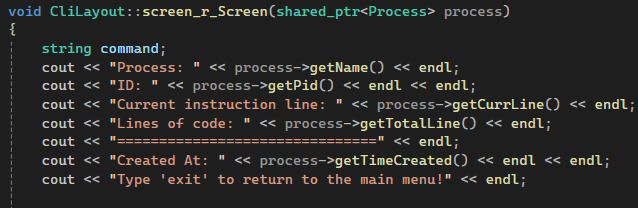 void CliLayout::screen_r_Screen(shared_ptr<Process> process)
{
    string command;
    cout << "Process: " << process->getName() << endl;
    cout << "ID: " << process->getPid() << endl << endl;
    cout << "Current instruction line: " << process->getCurrLine() << endl;
    cout << "Lines of code: " << process->getTotalLine() << endl;
    cout << "===============================" << endl;
    cout << "Created At: " << process->getTimeCreated() << endl << endl;
    cout << "Type 'exit' to return to the main menu!" << endl;